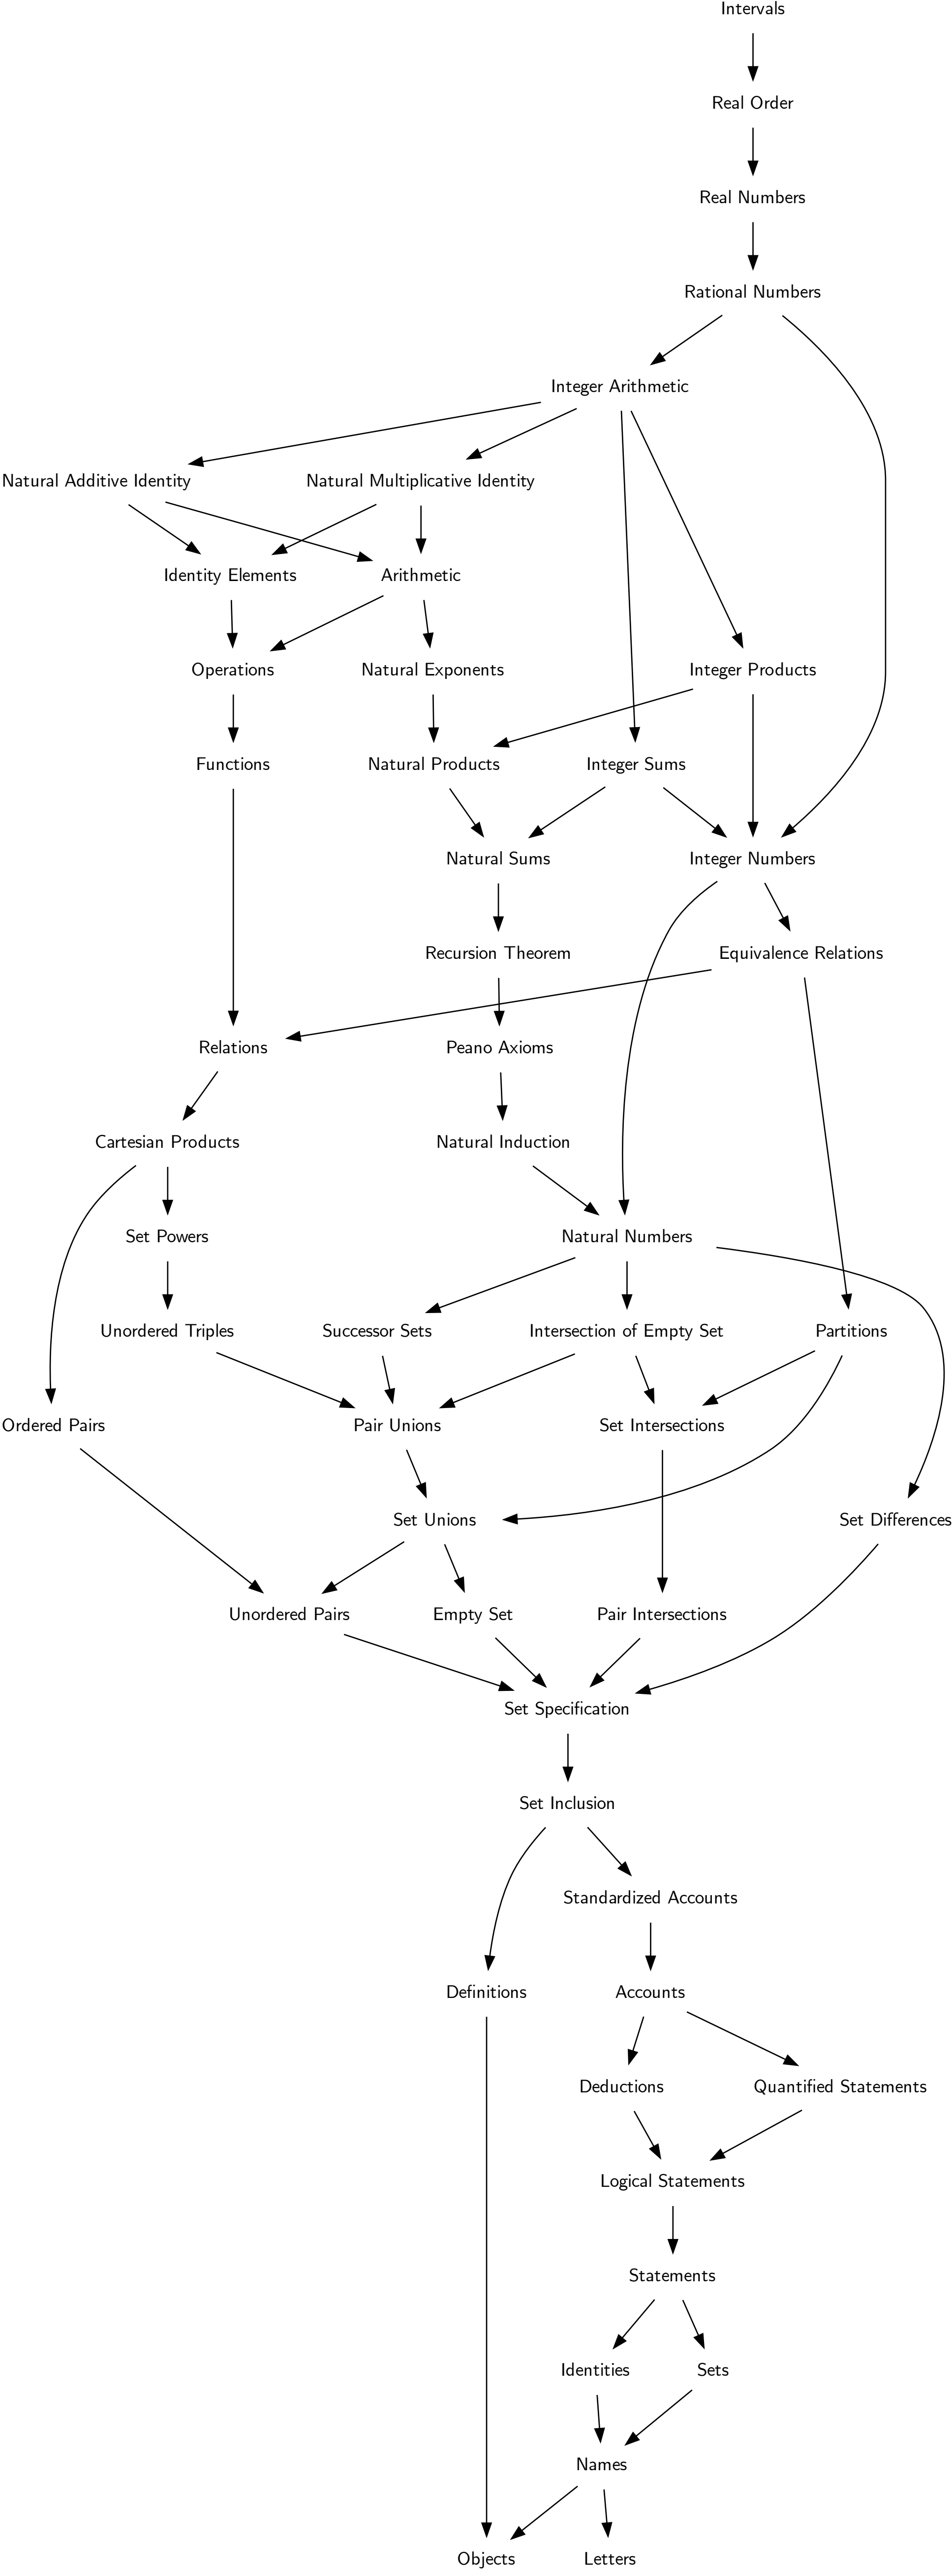 Intervals
Real Order
Real Numbers
Rational Numbers
Integer Arithmetic
Natural Additive Identity
Natural Multiplicative Identity
Identity Elements
Arithmetic
Operations
Natural Exponents
Integer Products
Functions
Natural Products
Integer Sums
Natural Sums
Integer Numbers
Recursion Theorem
Equivalence Relations
Relations
Peano Axioms
Cartesian Products
Natural Induction
Set Powers
Natural Numbers
Unordered Triples
Successor Sets
Intersection of Empty Set
Partitions
Ordered Pairs
Pair Unions
Set Intersections
Set Unions
Set Differences
Unordered Pairs
Empty Set
Pair Intersections
Set Specification
Set Inclusion
Standardized Accounts
Definitions
Accounts
Deductions
Quantified Statements
Logical Statements
Statements
Identities
Sets
Names
Objects
Letters